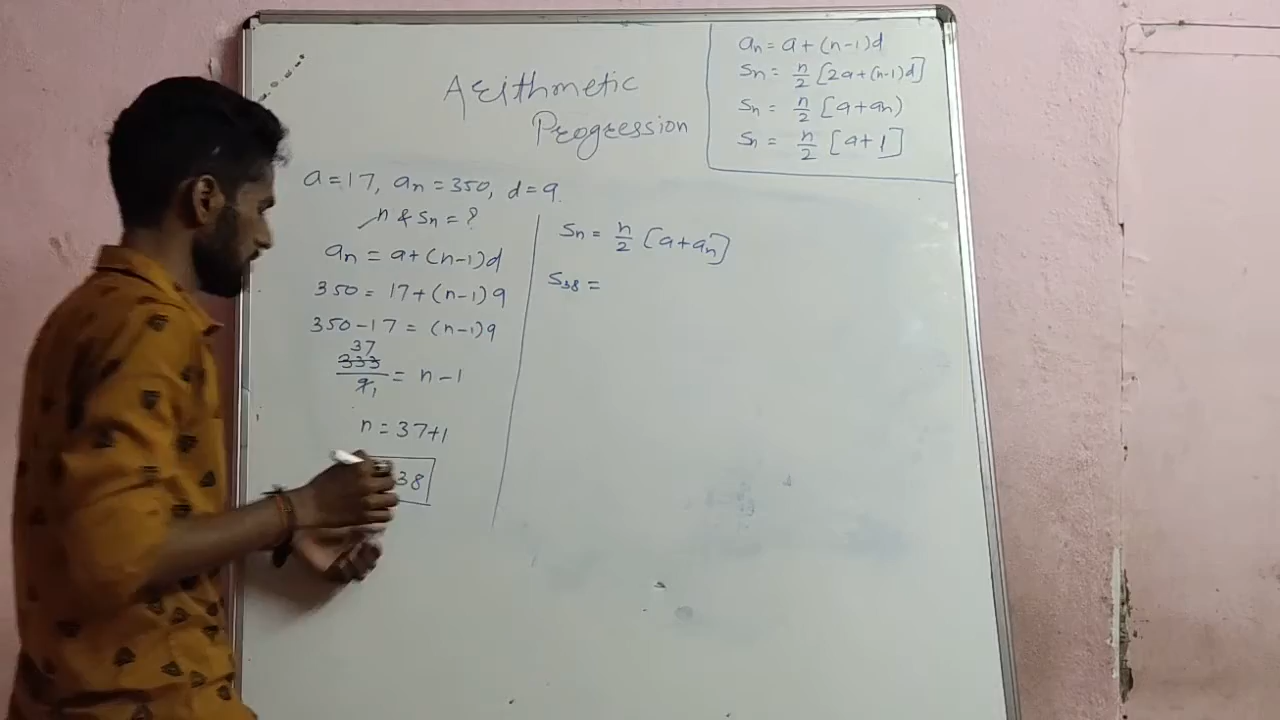 Arithmetic
Progression
an = a + (n-1)d
Sn = n/2 [2a + (n-1)d]
Sn = n/2 [a + an)
Sn = n/2 [a + l]
a = 17, an = 350, d = 9.
n & Sn = ?
an = a + (n-1)d
350 = 17 + (n-1)9
350 - 17 = (n-1)9
37
333/9 1 = n - 1
n = 37 + 1
38
Sn = n/2 [a + an]
S38 =